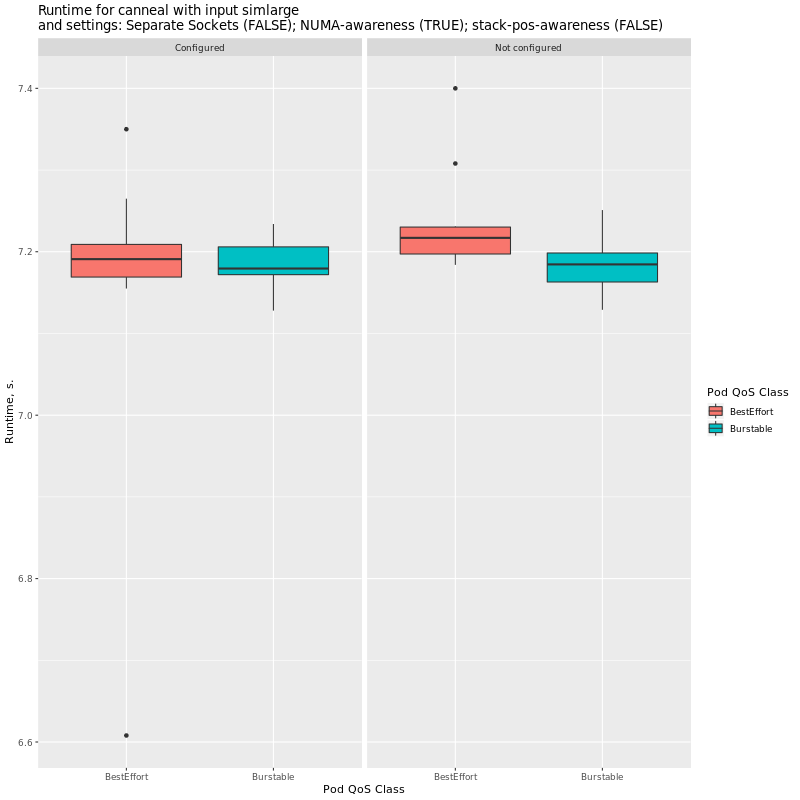 Runtime for canneal with input simlarge
and settings: Separate Sockets (FALSE); NUMA-awareness (TRUE); stack-pos-awareness (FALSE)
Configured
Not configured
7.4
7.2
7.0
6.8
6.6
Runtime, s.
BestEffort
Burstable
BestEffort
Burstable
Pod QoS Class
Pod QoS Class
BestEffort
Burstable